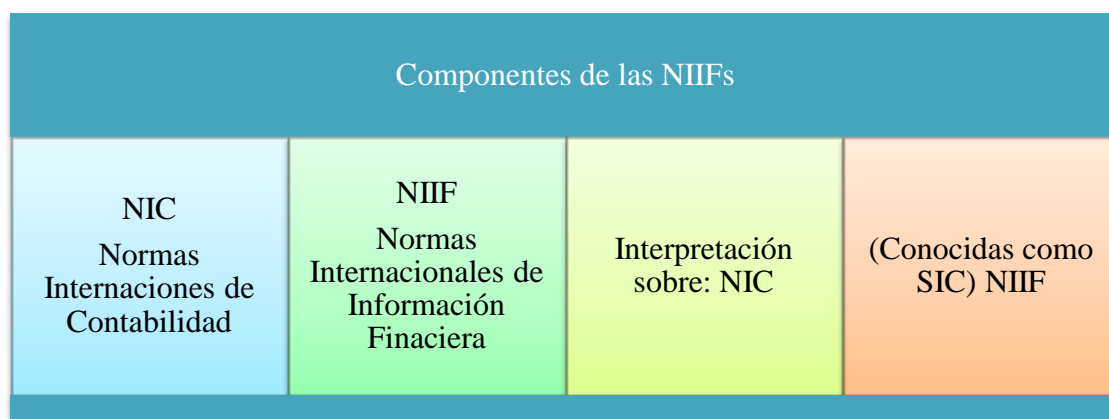 Componentes de las NIIFs
NIC
Normas
Internaciones de
Contabilidad
NIIF
Normas
Internacionales de
Información
Finaciera
Interpretación
sobre: NIC
(Conocidas como
SIC) NIIF